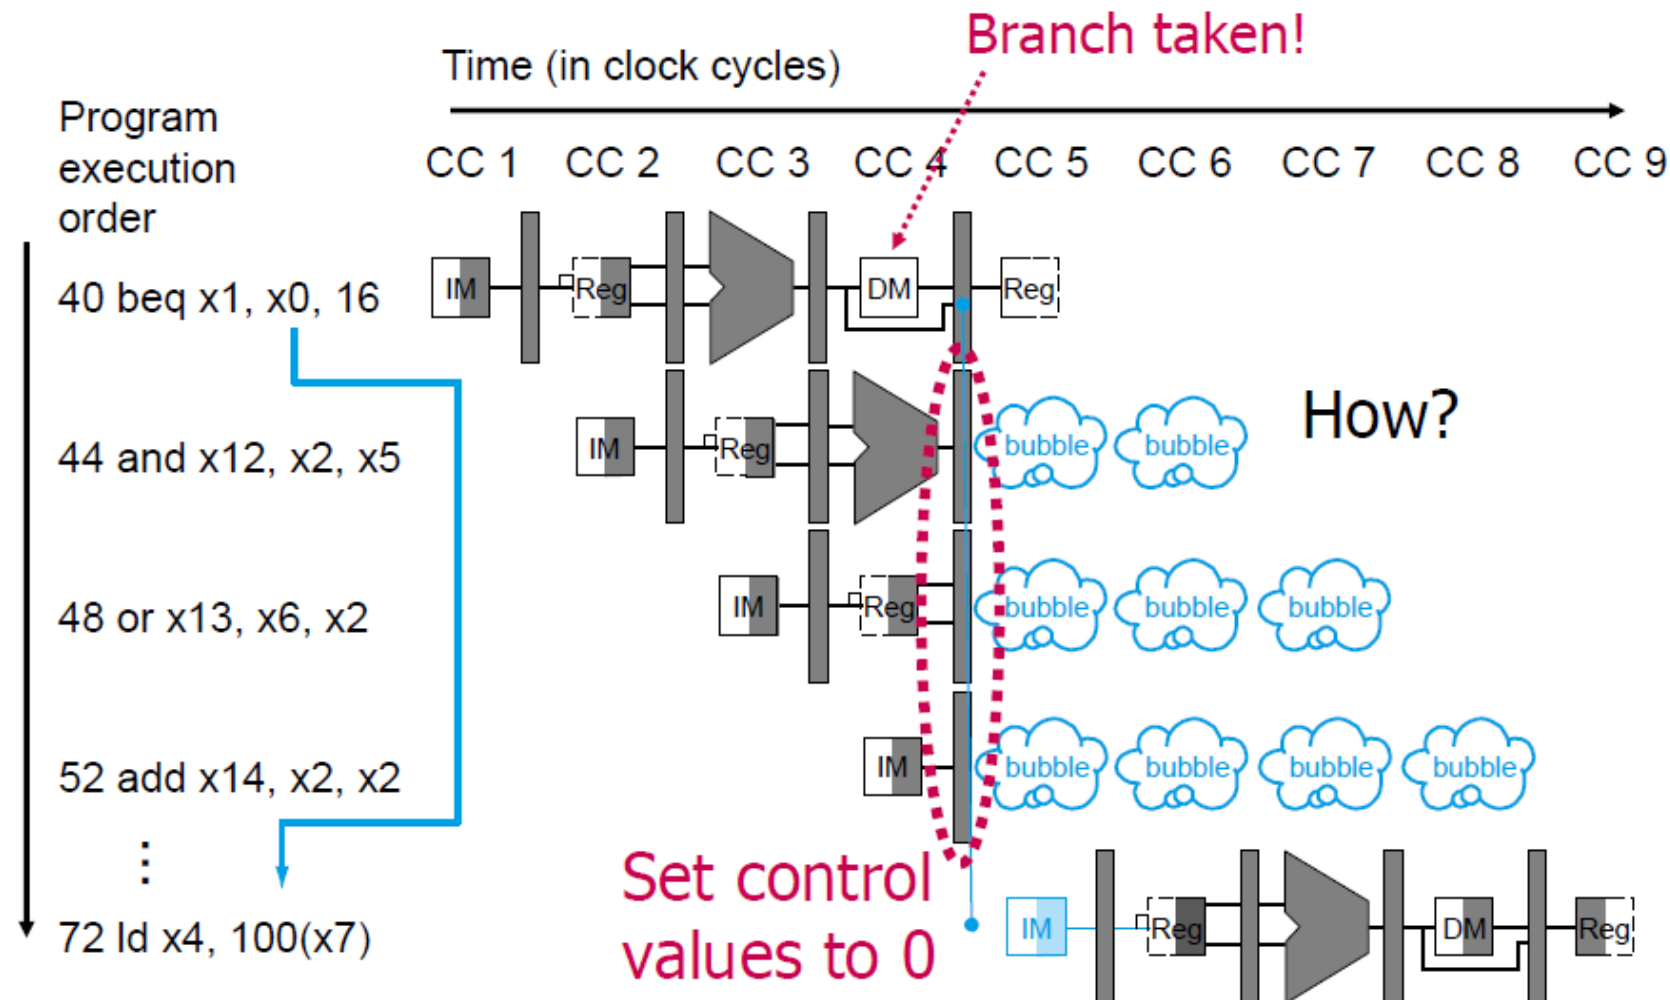 Branch taken!
Time (in clock cycles)
Program
execution
order
CC 1 CC 2 CC 3 CC 4 CC 5 CC 6 CC 7 CC 8 CC 9
40 beq x1, x0, 16
IM Reg DM Reg
How?
44 and x12, x2, x5
IM Reg bubble bubble
48 or x13, x6, x2
IM Reg bubble bubble bubble
52 add x14, x2, x2
IM bubble bubble bubble bubble
⋮
Set control
values to 0
72 ld x4, 100(x7)
IM Reg DM Reg